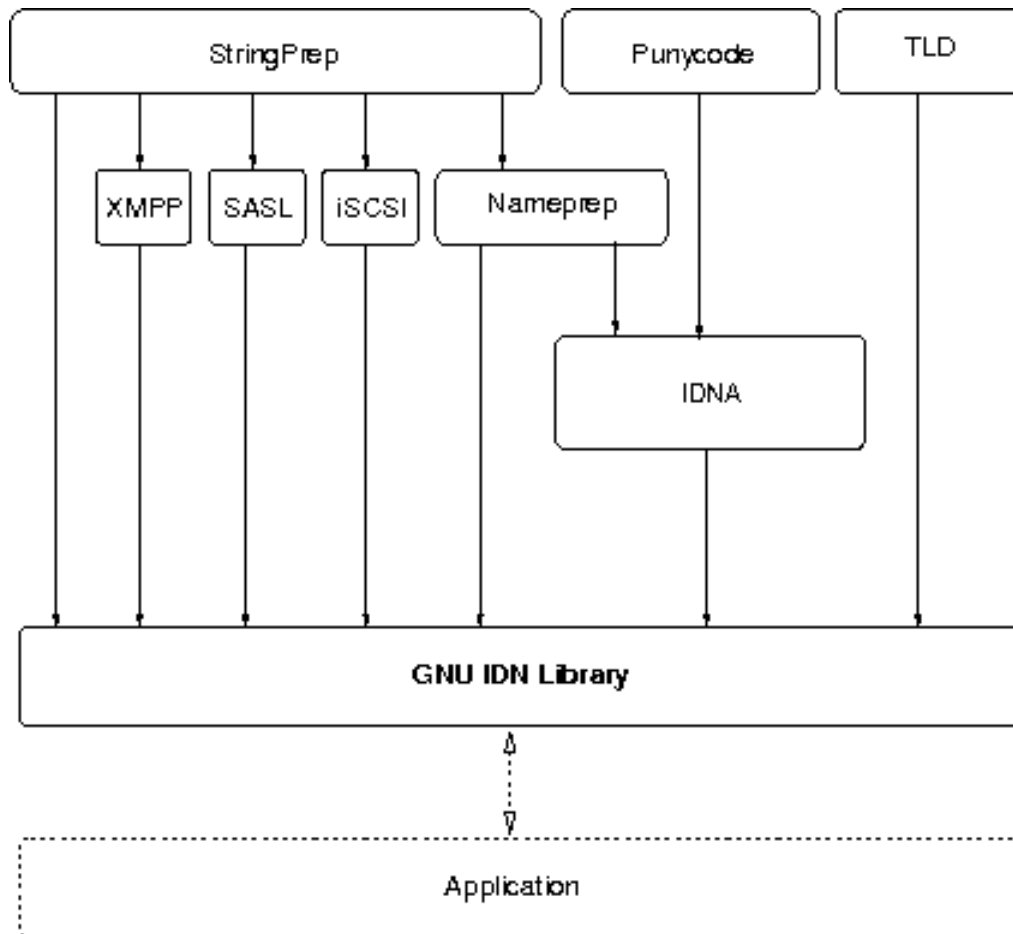 StringPrep
Punycode
TLD
XMPP
SASL
iSCSI
Nameprep
IDNA
GNU IDN Library
Application